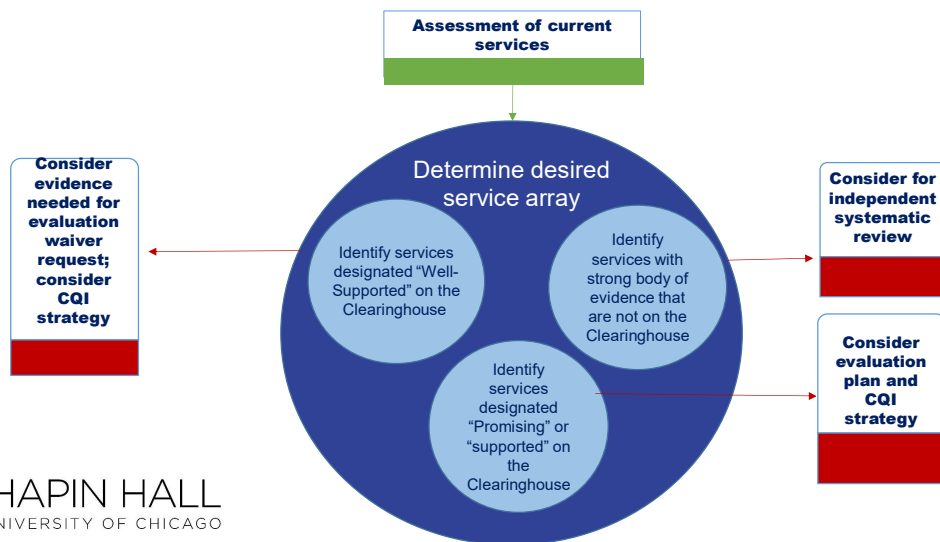 Assessment of current
services
Determine desired
service array
Consider
evidence
needed for
evaluation
waiver
request;
consider
CQI
strategy
Identify services
designated “Well-
Supported” on the
Clearinghouse
Identify
services with
strong body of
evidence that
are not on the
Clearinghouse
Consider for
independent
systematic
review
Identify
services
designated
“Promising” or
“supported” on
the
Clearinghouse
Consider
evaluation
plan and
CQI
strategy
HAPIN HALL
NIVERSITY OF CHICAGO